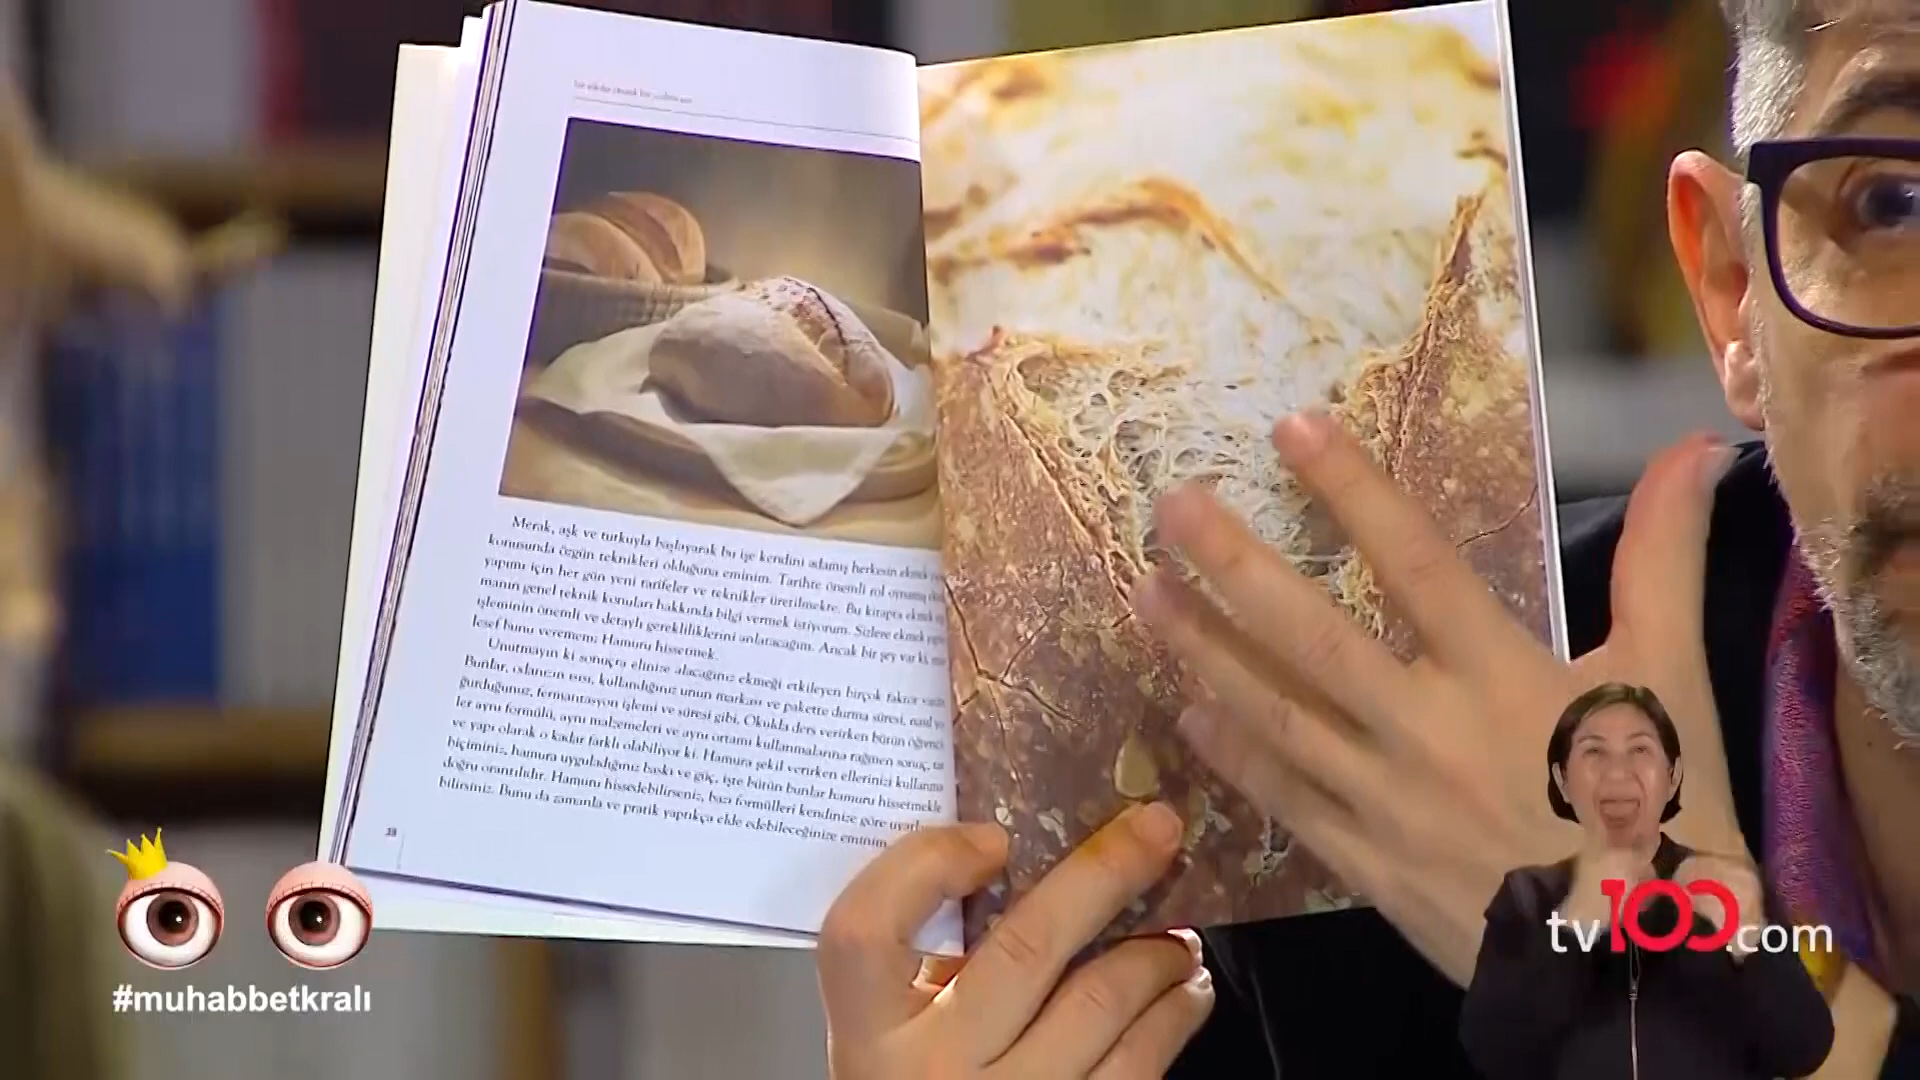 Merak, aşk ve tutkuyla başlayarak bu işe kendini adamış herkesin ekmek
konusunda özgün teknikleri olduğuna eminim. Tarihte önemli rol oynamış
yapımı için her gün yeni tarifeler ve teknikler üretilmekte. Bu kitapta ekmek
manın genel teknik konuları hakkında bilgi vermek istiyorum. Sizlere ekmek
işleminin önemli ve detaylı gerekliliklerini anlatacağım. Ancak bir şey var ki,
lesef bunu veremem: Hamuru hissetmek.
Unutmayın ki sonuçta elinize alacağınız ekmeği etkileyen birçok faktör
Bunlar, odanızın ısısı, kullandığınız unun markası ve pakette durma süresi, nasıl yo
ğurduğunuz, fermantasyon işlemi ve süresi gibi. Okulda ders verirken bütün öğrenci
ler aynı formülü, aynı malzemeleri ve aynı ortamı kullanmalarına rağmen sonuç, tat
ve yapı olarak o kadar farklı olabiliyor ki. Hamura şekil verirken ellerinizi kullanma
biçiminiz, hamura uyguladığınız baskı ve güç, işte bütün bunlar hamuru hissetmekle
doğru orantılıdır. Hamuru hissedebilirseniz, bazı formülleri kendinize göre
bilirsiniz. Bunu da zamanla ve pratik yaptıkça elde edebileceğinize eminim.
#muhabbetkralı
tv100.com